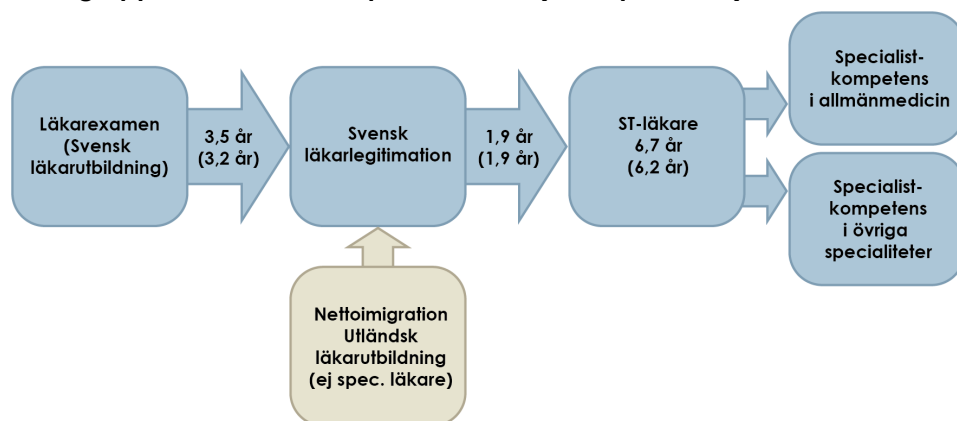 Läkarexamen
(Svensk
läkarutbildning)
3,5 år
(3,2 år)
Svensk
läkarlegitimation
1,9 år
(1,9 år)
ST-läkare
6,7 år
(6,2 år)
Specialist-
kompetens
i allmänmedicin
Specialist-
kompetens
i övriga
specialiteter
Nettoimigration
Utländsk
läkarutbildning
(ej spec. läkare)